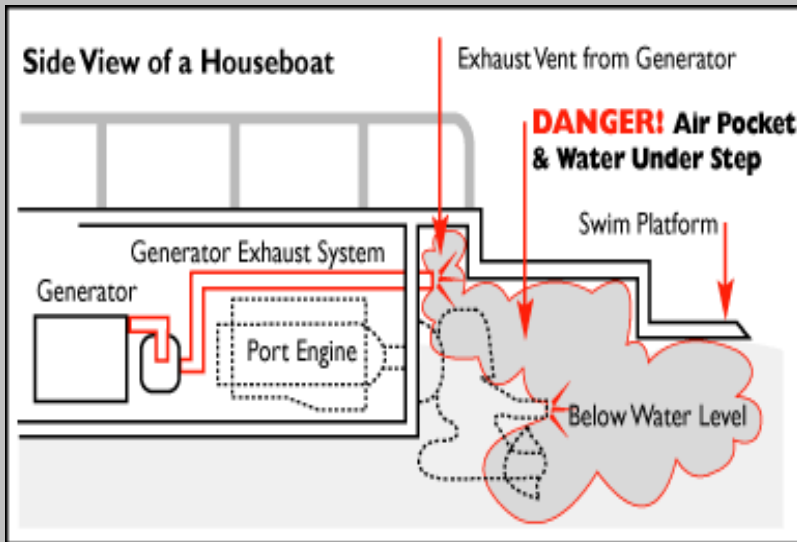 Side View of a Houseboat
Exhaust Vent from Generator
DANGER! Air Pocket
& Water Under Step
Swim Platform
Generator Exhaust System
Generator
Port Engine
Below Water Level